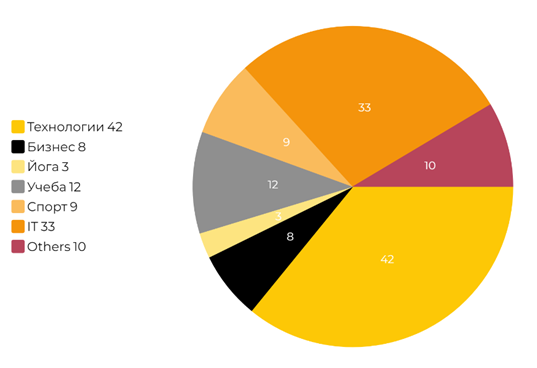 Технологии 42
Бизнес 8
Йога 3
Учеба 12
Спорт 9
IT 33
Others 10
33
9
10
12
3
8
42